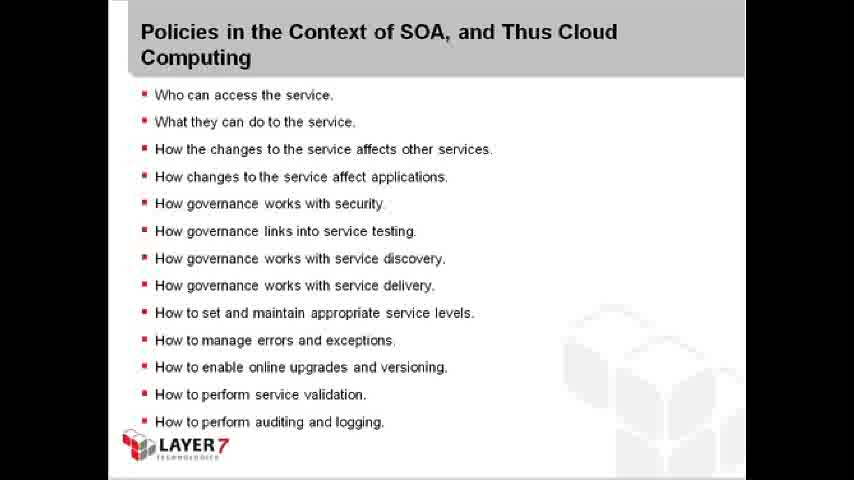 Policies in the Context of SOA, and Thus Cloud
Computing
Who can access the service.
What they can do to the service.
How the changes to the service affects other services.
How changes to the service affect applications.
How governance works with security.
How governance links into service testing.
How governance works with service discovery.
How governance works with service delivery.
How to set and maintain appropriate service levels.
How to manage errors and exceptions.
How to enable online upgrades and versioning.
How to perform service validation.
How to perform auditing and logging.
LAYER 7
TECHNOLOGIES